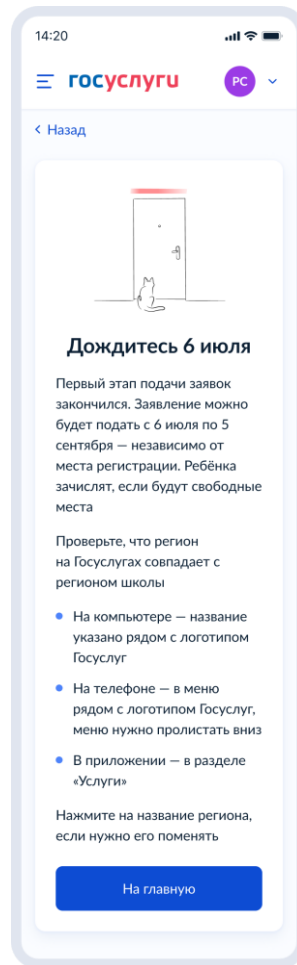 14:20
госуслуги
РС
Назад
Дождитесь 6 июля
Первый этап подачи заявок
закончился. Заявление можно
будет подать с 6 июля по 5
сентября — независимо от
места регистрации. Ребёнка
зачислят, если будут свободные
места
Проверьте, что регион
на Госуслугах совпадает с
регионом школы
На компьютере — название
указано рядом с логотипом
Госуслуг
На телефоне — в меню
рядом с логотипом Госуслуг,
меню нужно пролистать вниз
В приложении — в разделе
«Услуги»
Нажмите на название региона,
если нужно его поменять
На главную